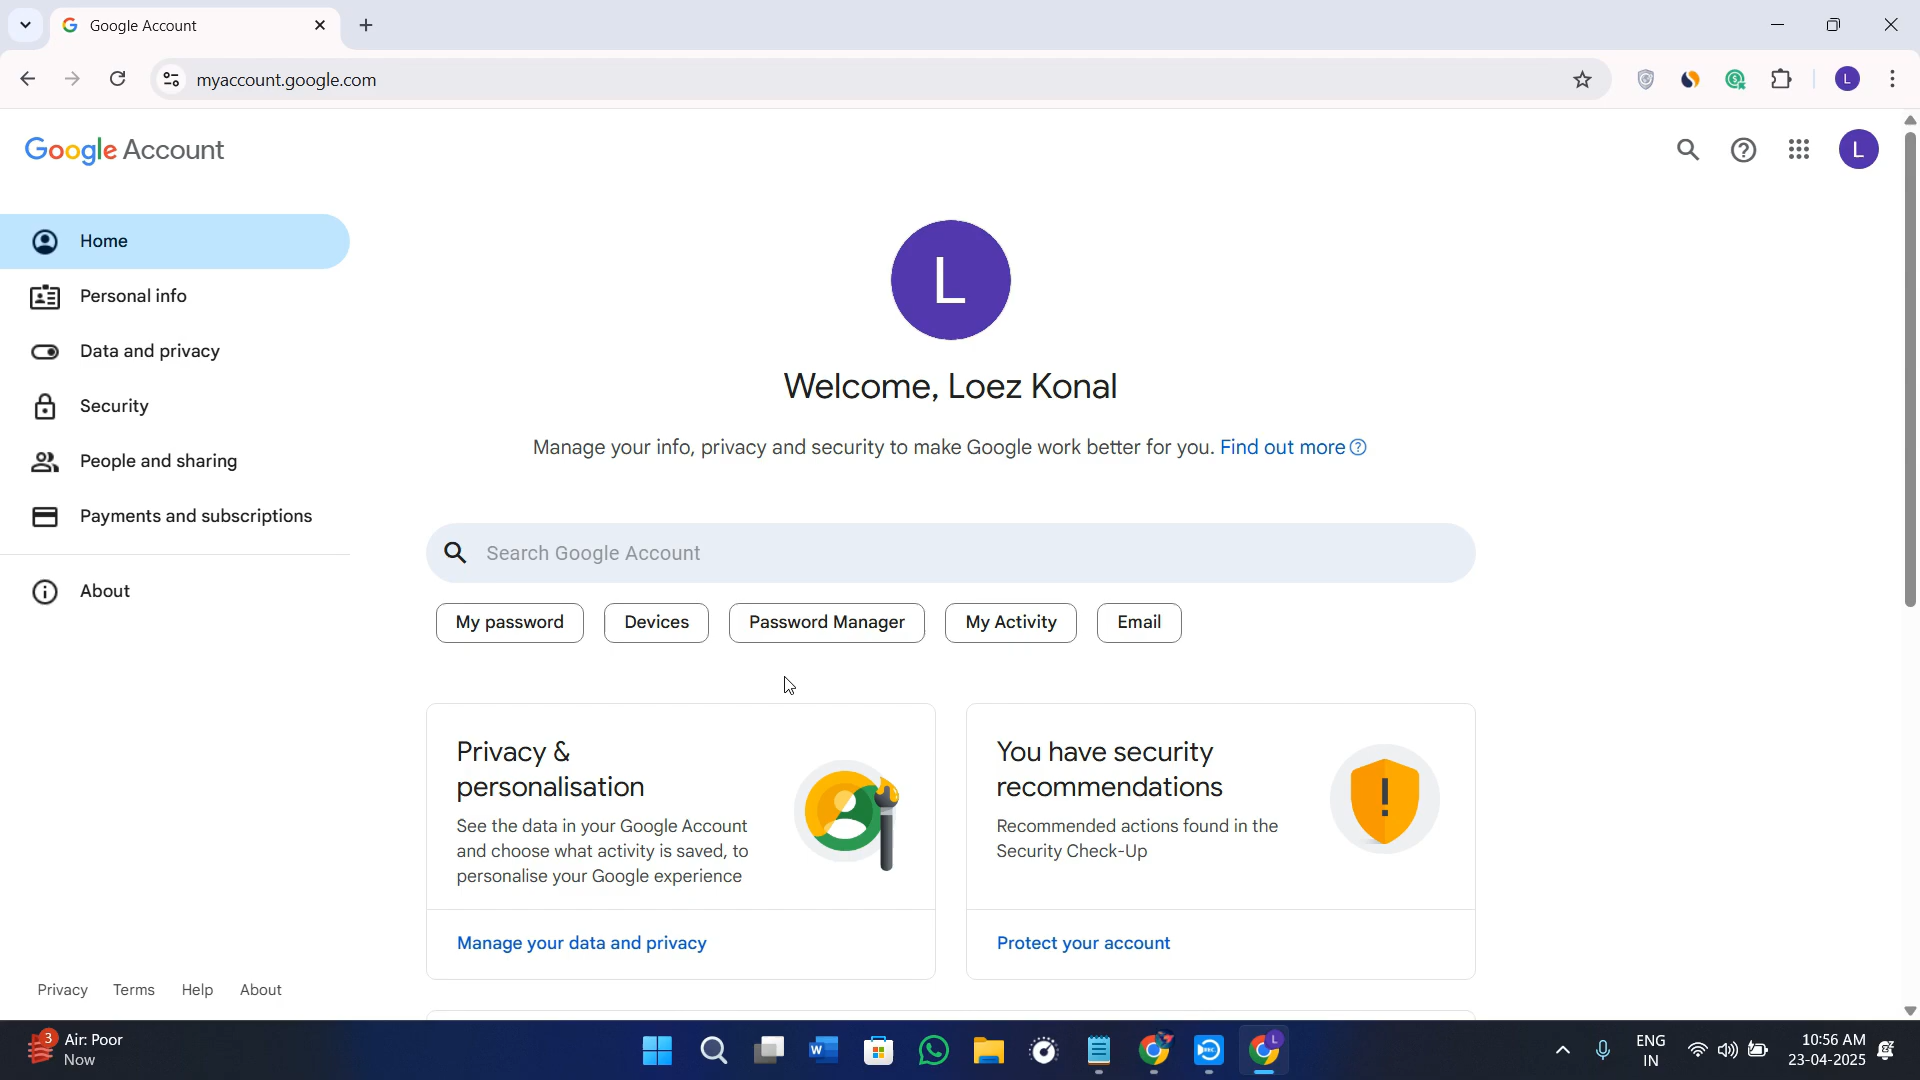 Google Account
myaccount.google.com
L
Google Account
L
Home
Personal info
Data and privacy
Security
People and sharing
Payments and subscriptions
About
L
Welcome, Loez Konal
Manage your info, privacy and security to make Google work better for you. Find out more
Search Google Account
My password
Devices
Password Manager
My Activity
Email
Privacy &
personalisation
See the data in your Google Account
and choose what activity is saved, to
personalise your Google experience
Manage your data and privacy
You have security
recommendations
Recommended actions found in the
Security Check-Up
Protect your account
Privacy
Terms
Help
About
3
Air: Poor
Now
W
L
ENG
IN
10:56 AM
23-04-2025